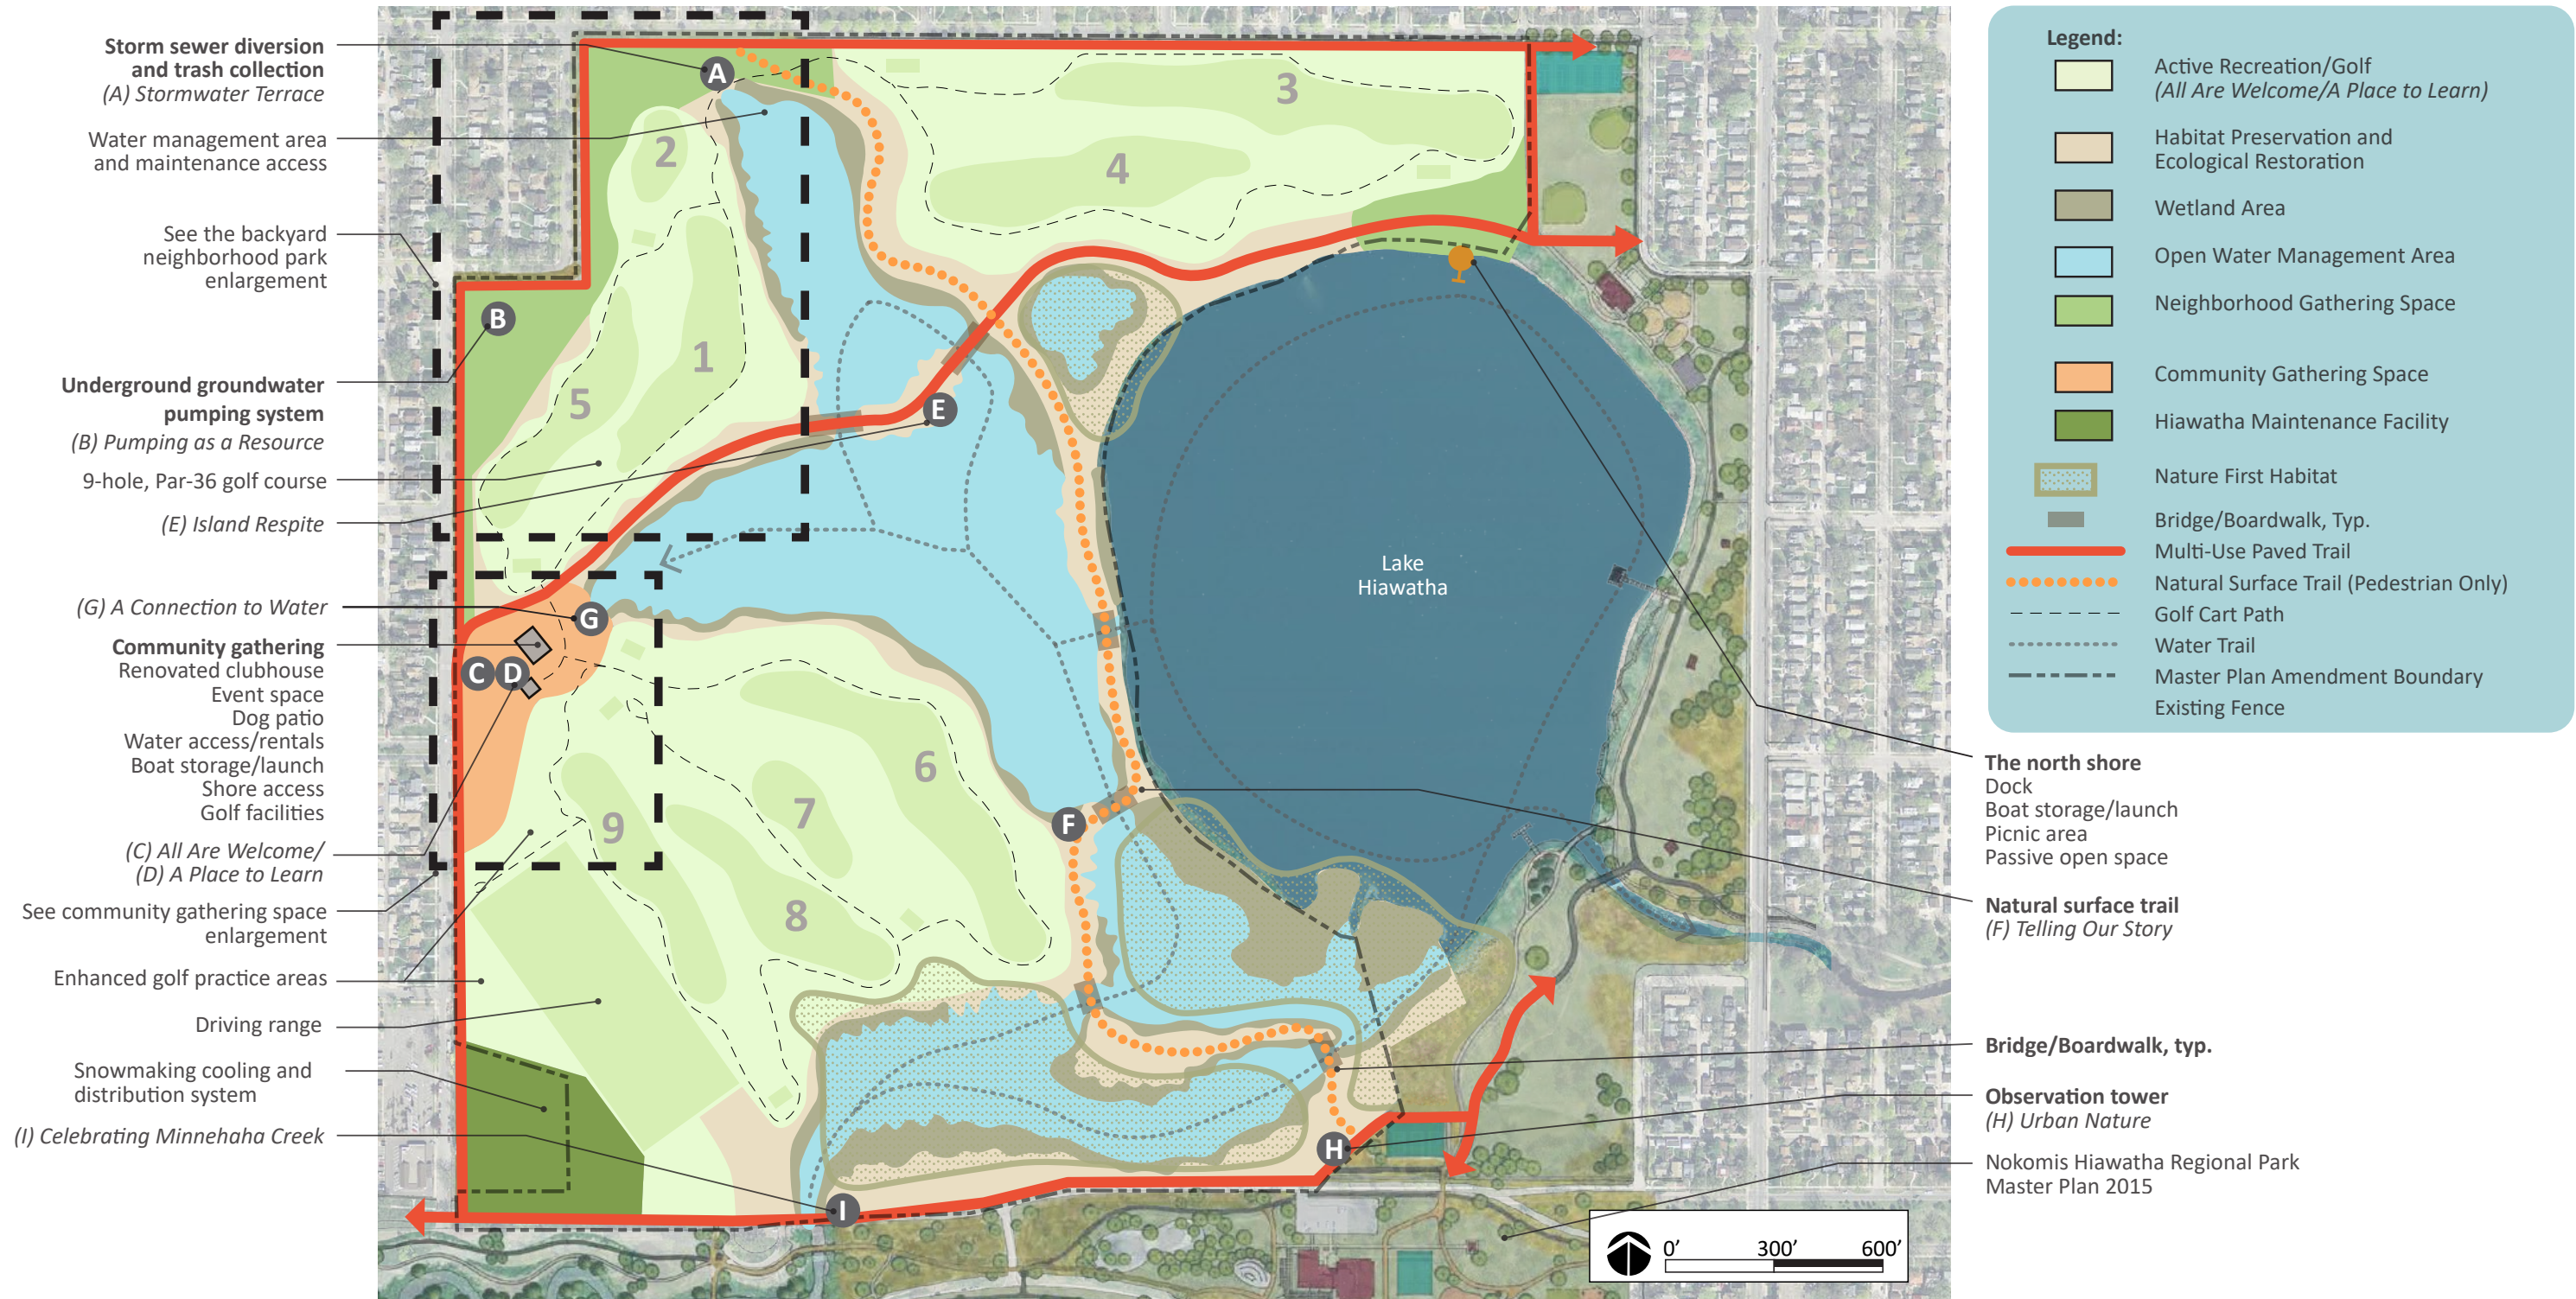 Storm sewer diversion
and trash collection
(A) Stormwater Terrace
Water management area
and maintenance access
See the backyard
neighborhood park
enlargement
Underground groundwater
pumping system
(B) Pumping as a Resource
9-hole, Par-36 golf course
(E) Island Respite
(G) A Connection to Water
Community gathering
Renovated clubhouse
Event space
Dog patio
Water access/rentals
Boat storage/launch
Shore access
Golf facilities
(C) All Are Welcome/
(D) A Place to Learn
See community gathering space
enlargement
Enhanced golf practice areas
Driving range
Snowmaking cooling and
distribution system
(I) Celebrating Minnehaha Creek
A
2
3
4
B
1
5
E
G
C
D
6
7
F
9
8
H
I
Lake
Hiawatha
0' 300' 600'
Legend:
Active Recreation/Golf
(All Are Welcome/A Place to Learn)
Habitat Preservation and
Ecological Restoration
Wetland Area
Open Water Management Area
Neighborhood Gathering Space
Community Gathering Space
Hiawatha Maintenance Facility
Nature First Habitat
Bridge/Boardwalk, Typ.
Multi-Use Paved Trail
Natural Surface Trail (Pedestrian Only)
Golf Cart Path
Water Trail
Master Plan Amendment Boundary
Existing Fence
The north shore
Dock
Boat storage/launch
Picnic area
Passive open space
Natural surface trail
(F) Telling Our Story
Bridge/Boardwalk, typ.
Observation tower
(H) Urban Nature
Nokomis Hiawatha Regional Park
Master Plan 2015